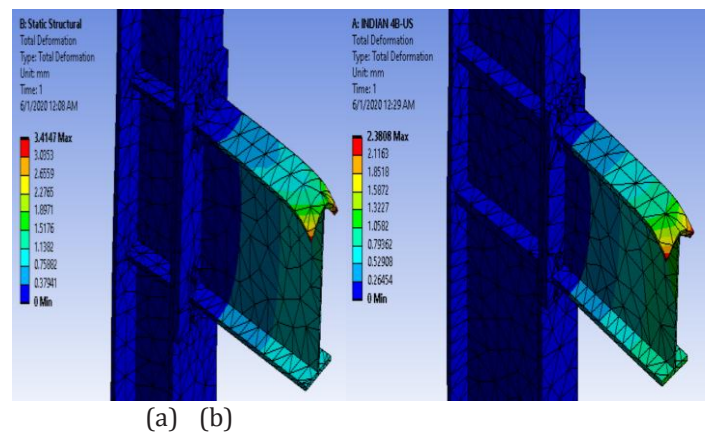 B: Static Structural
Total Deformation
Type: Total Deformation
Unit: mm
Time: 1
6/1/2020 12:08 AM
3.4147 Max
3.0353
2.6559
2.2765
1.8971
1.5176
1.1382
0.75882
0.37941
0 Min
A: INDIAN 4B-US
Total Deformation
Type: Total Deformation
Unit: mm
Time: 1
6/1/2020 12:29 AM
2.3808 Max
2.1163
1.8518
1.5872
1.3227
1.0582
0.79362
0.52908
0.26454
0 Min
(a) (b)